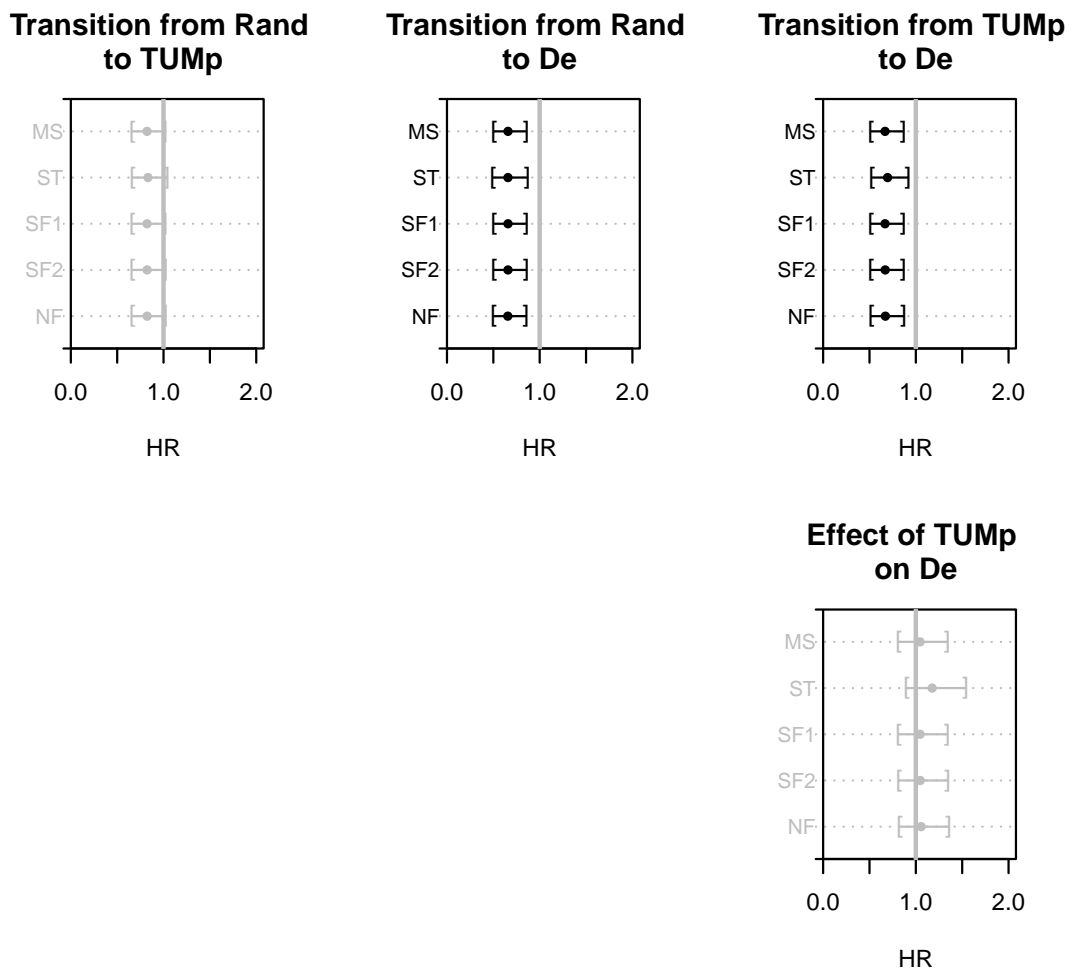 Transition from Rand
to TUMp
MS
ST
SF1
SF2
NF
0.0 1.0 2.0
HR
Transition from Rand
to De
MS
ST
SF1
SF2
NF
0.0 1.0 2.0
HR
Transition from TUMp
to De
MS
ST
SF1
SF2
NF
0.0 1.0 2.0
HR
Effect of TUMp
on De
MS
ST
SF1
SF2
NF
0.0 1.0 2.0
HR